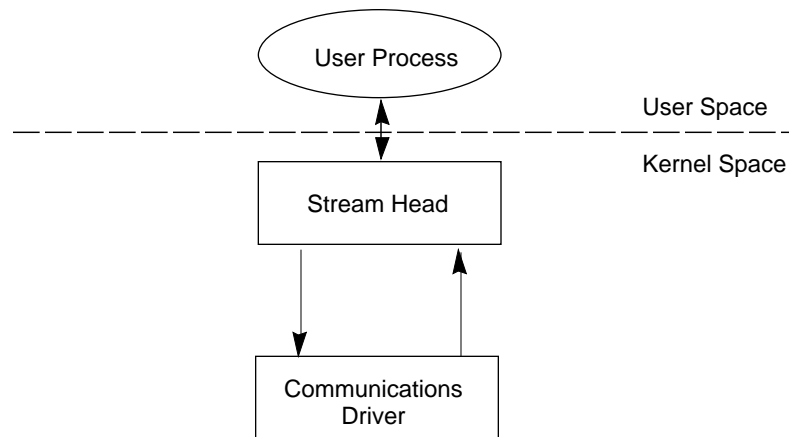 User Process
User Space
Kernel Space
Stream Head
Communications
Driver